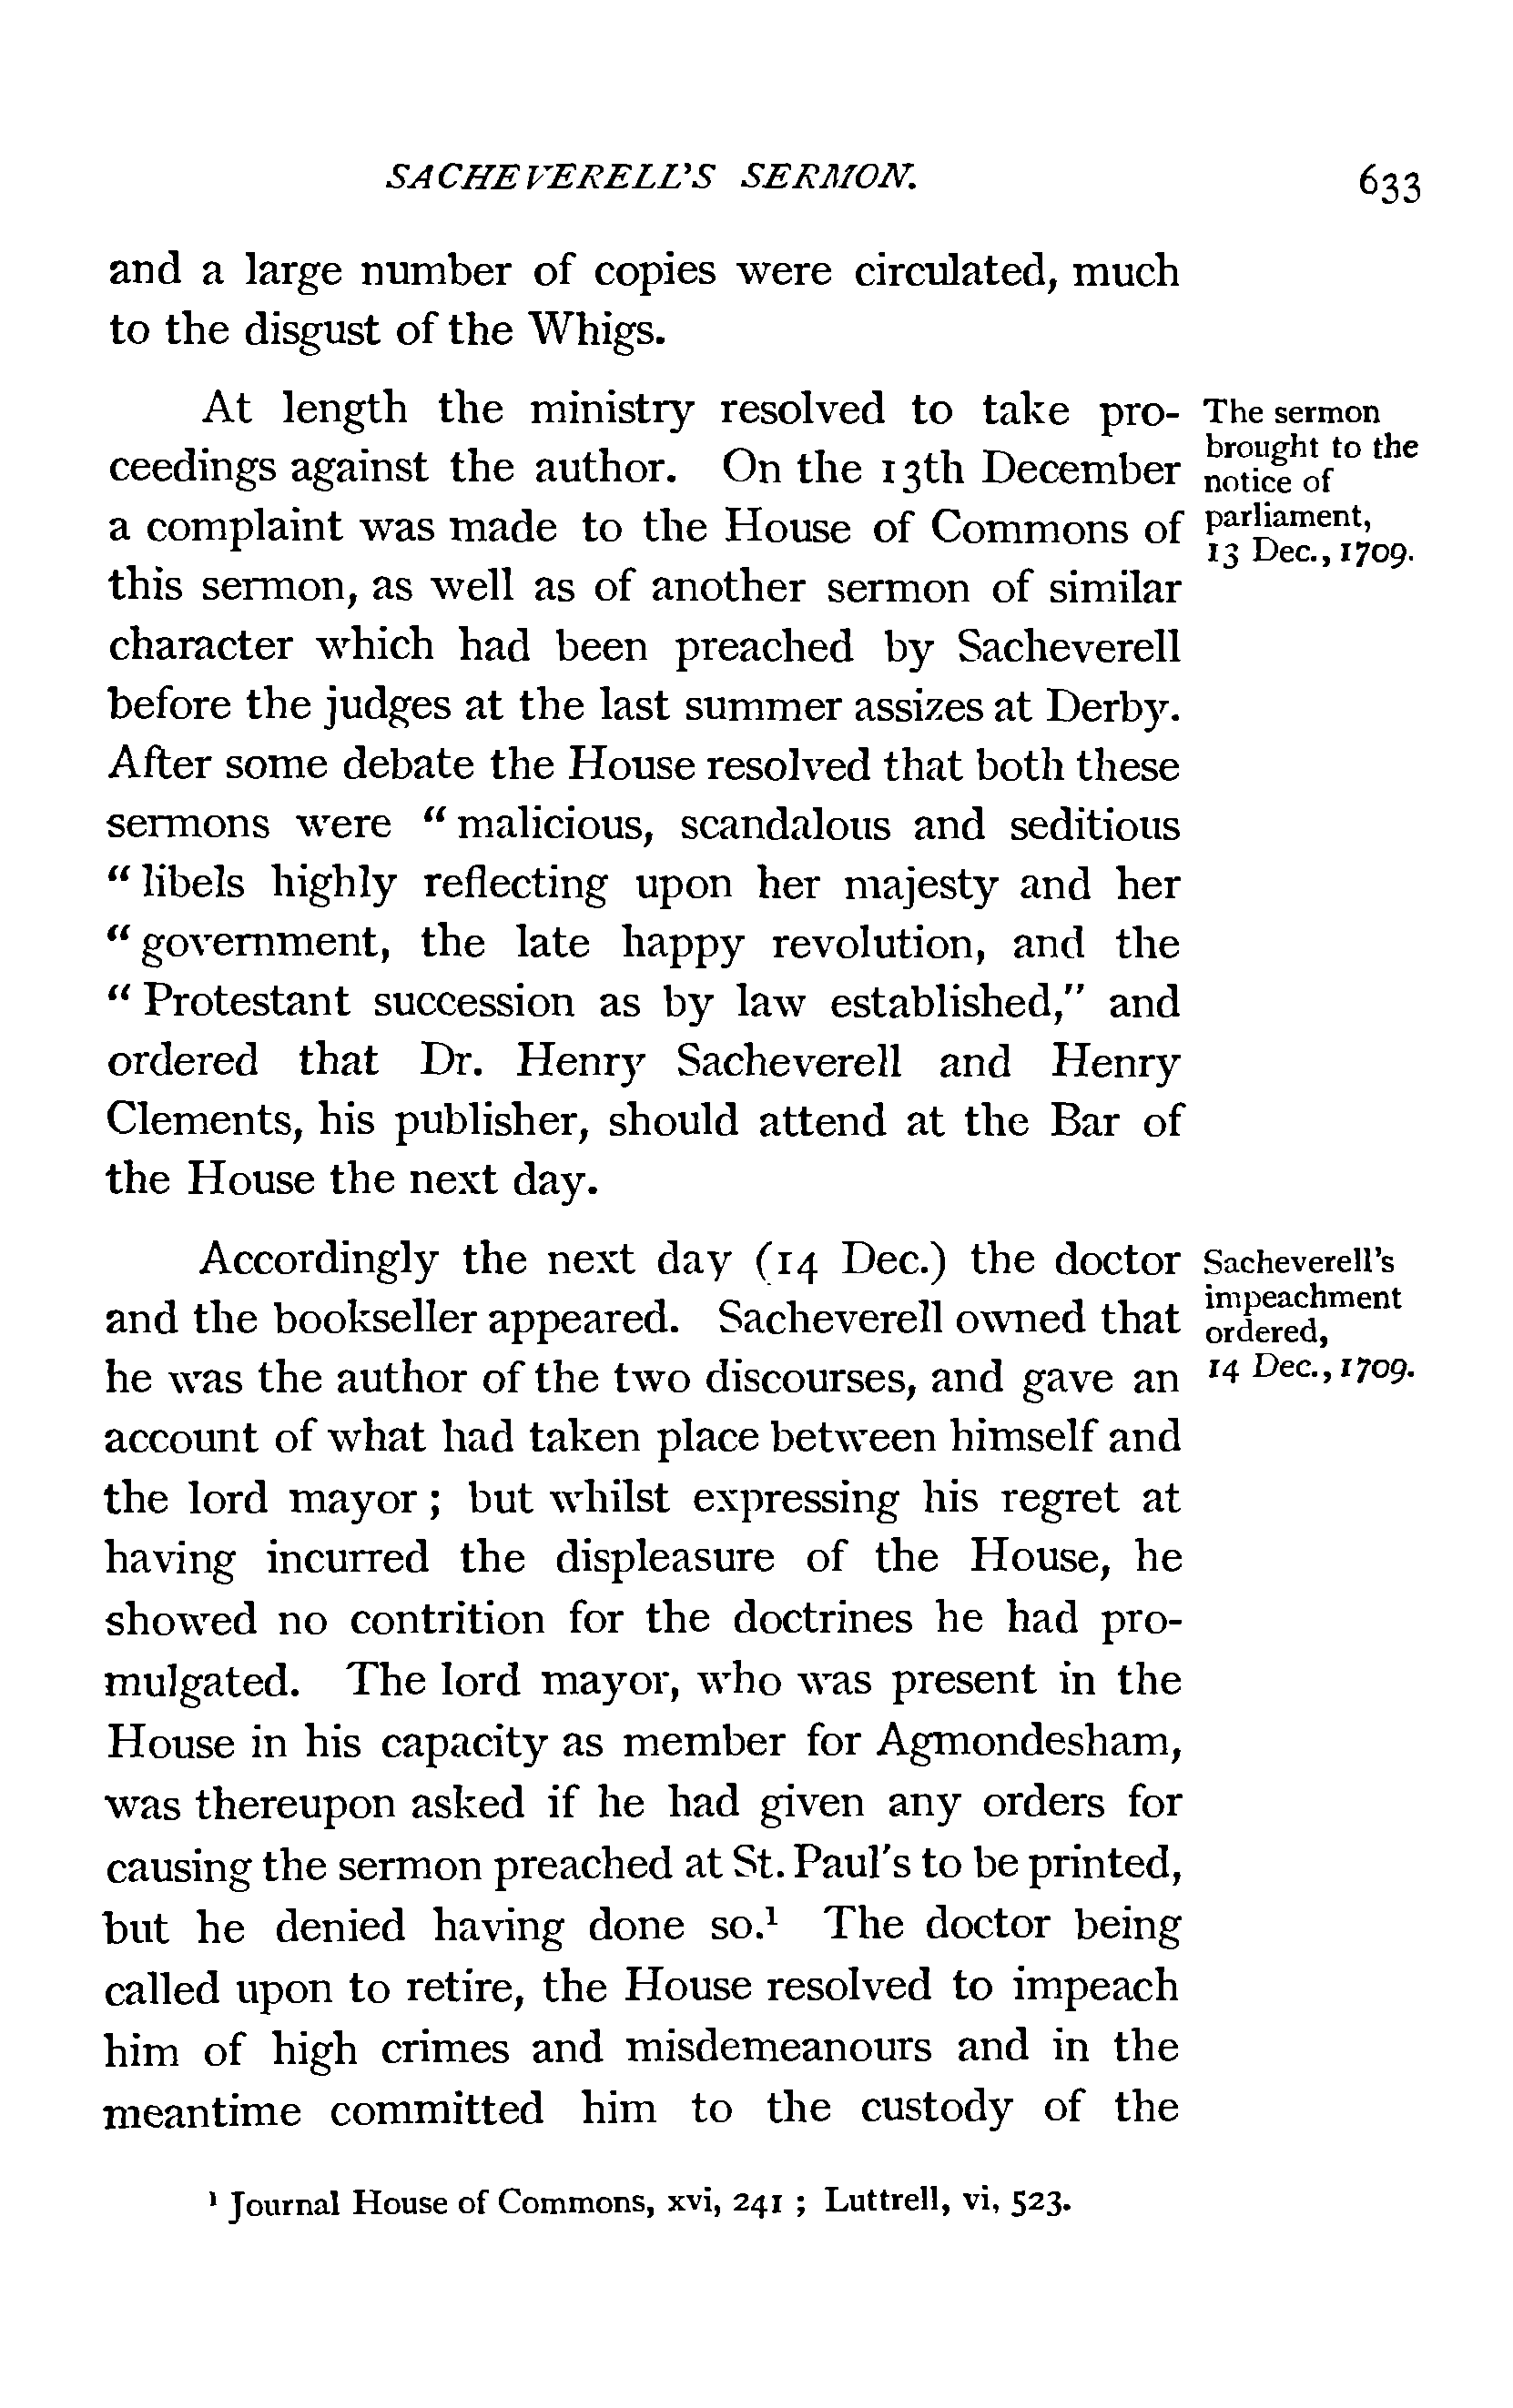 SACHEVERELL'S SERMON. 633
and a large number of copies were circulated, much
to the disgust of the Whigs.
At length the ministry resolved to take pro-
ceedings against the author. On the 13th December
a complaint was made to the House of Commons of
this sermon, as well as of another sermon of similar
character which had been preached by Sacheverell
before the judges at the last summer assizes at Derby.
After some debate the House resolved that both these
sermons were “malicious, scandalous and seditious
“libels highly reflecting upon her majesty and her
“government, the late happy revolution, and the
“Protestant succession as by law established,” and
ordered that Dr. Henry Sacheverell and Henry
Clements, his publisher, should attend at the Bar of
the House the next day.
The sermon
brought to the
notice of
parliament,
13 Dec., 1709.
Accordingly the next day (14 Dec.) the doctor
and the bookseller appeared. Sacheverell owned that
he was the author of the two discourses, and gave an
account of what had taken place between himself and
the lord mayor; but whilst expressing his regret at
having incurred the displeasure of the House, he
showed no contrition for the doctrines he had pro-
mulgated. The lord mayor, who was present in the
House in his capacity as member for Agmondesham,
was thereupon asked if he had given any orders for
causing the sermon preached at St. Paul's to be printed,
but he denied having done so.¹ The doctor being
called upon to retire, the House resolved to impeach
him of high crimes and misdemeanours and in the
meantime committed him to the custody of the
Sacheverell's
impeachment
ordered,
14 Dec., 1709.
¹ Journal House of Commons, xvi, 241 ; Luttrell, vi, 523.